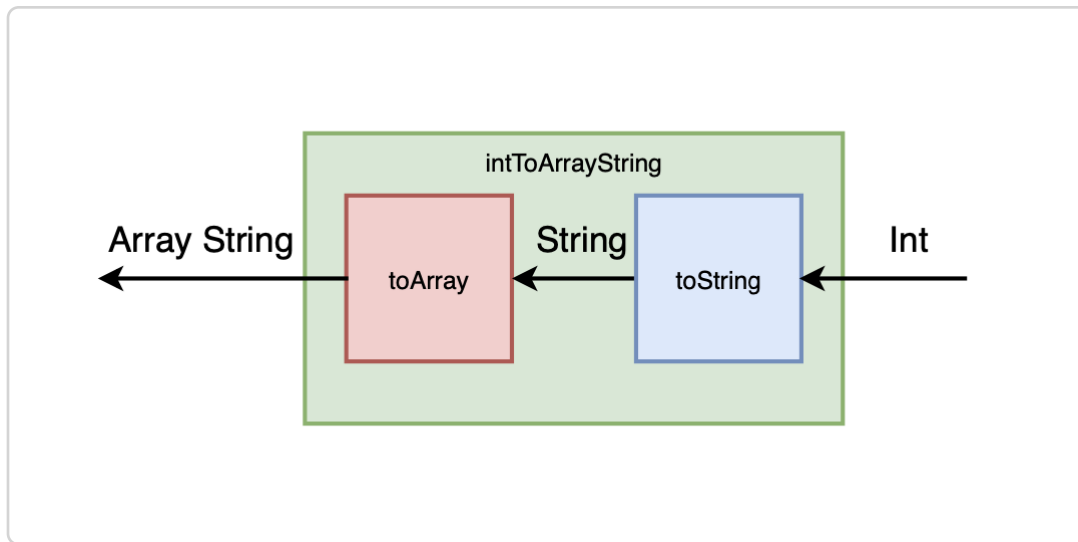 intToArrayString
Array String
String
Int
toArray
toString